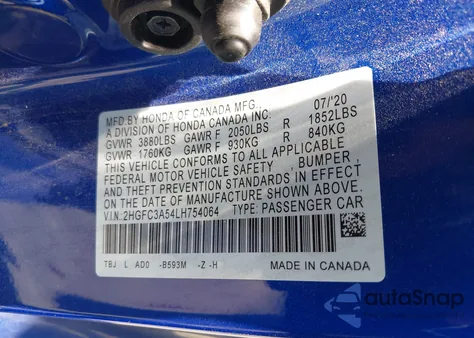 MFD BY HONDA OF CANADA MFG., 07/'20
A DIVISION OF HONDA CANADA INC.
GVWR 3880LBS GAWR F 2050LBS R 1852LBS
GVWR 1760KG GAWR F 930KG R 840KG
THIS VEHICLE CONFORMS TO ALL APPLICABLE
FEDERAL MOTOR VEHICLE SAFETY , BUMPER ,
AND THEFT PREVENTION STANDARDS IN EFFECT
ON THE DATE OF MANUFACTURE SHOWN ABOVE.
V.I.N: 2HGFC3A54LH754064 TYPE: PASSENGER CAR
TBJ L AD0 -B593M -Z -H MADE IN CANADA
autoSnap